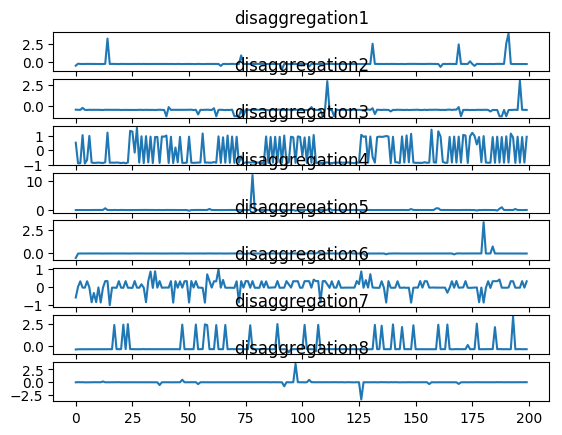 disaggregation1
2.5
0.0
disaggregation2
2.5
0.0
disaggregation3
1
0
−1
disaggregation4
10
0
disaggregation5
2.5
0.0
disaggregation6
1
0
−1
disaggregation7
2.5
0.0
disaggregation8
2.5
0.0
−2.5
0 25 50 75 100 125 150 175 200